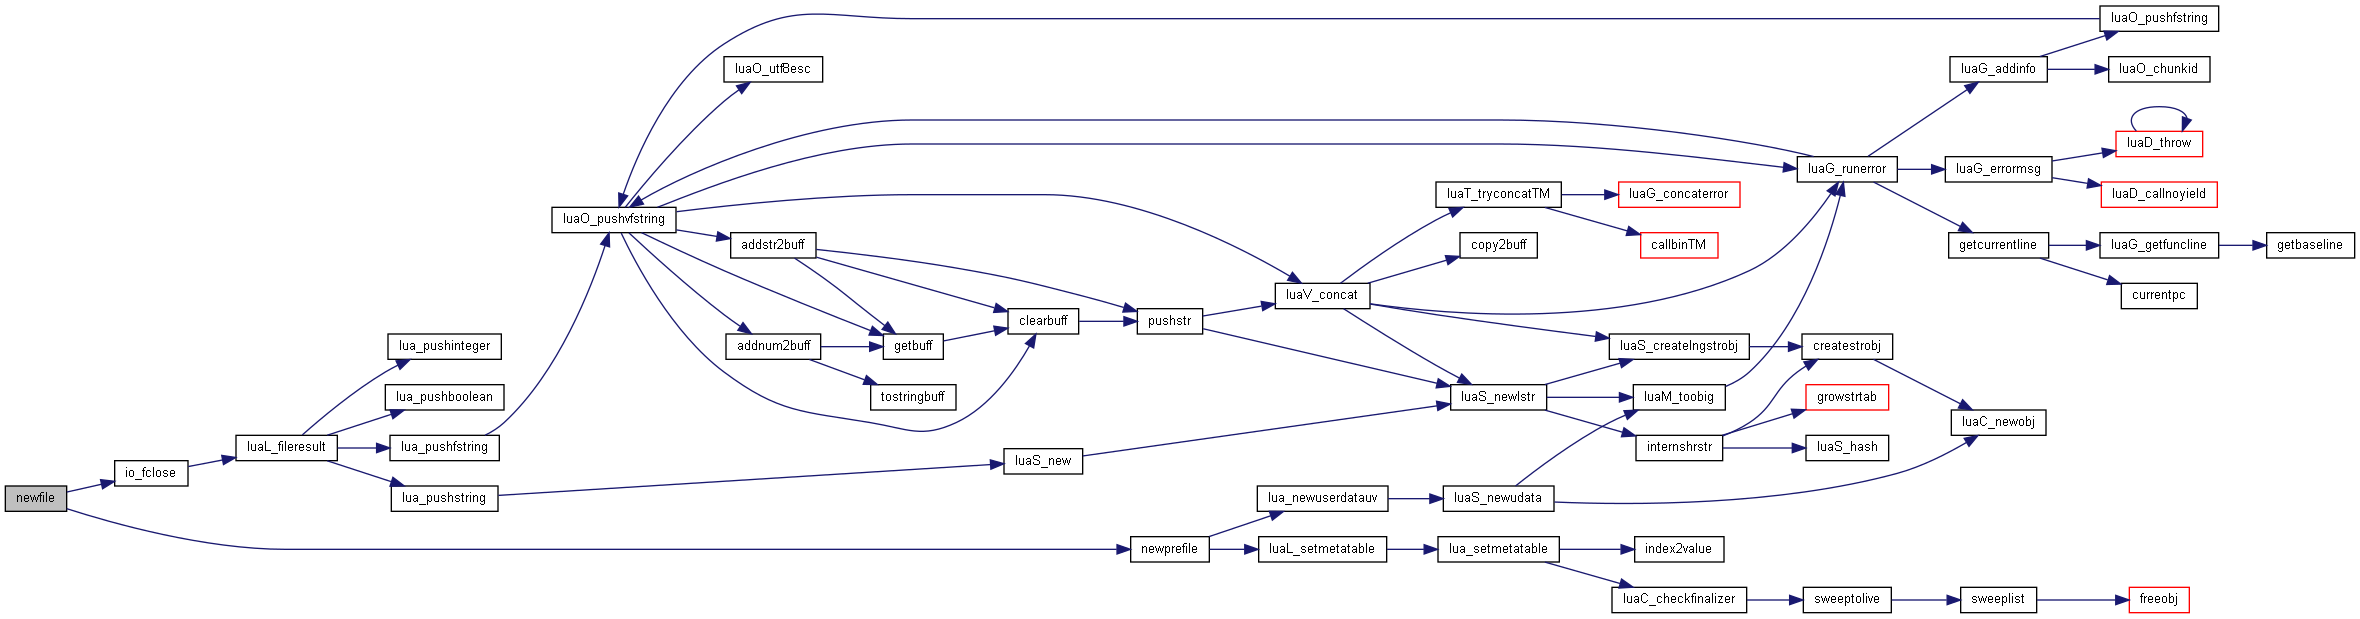 newfile
io_fclose
luaL_fileresult
lua_pushinteger
lua_pushboolean
lua_pushfstring
lua_pushstring
luaO_pushvfstring
luaO_utf8esc
addstr2buff
addnum2buff
getbuff
tostringbuff
clearbuff
luaS_new
pushstr
newprefile
luaV_concat
lua_newuserdatauv
luaL_setmetatable
luaT_tryconcatTM
copy2buff
luaS_newlstr
luaS_newudata
lua_setmetatable
luaG_concaterror
callbinTM
luaS_createlngstrobj
luaM_toobig
internshrstr
index2value
luaC_checkfinalizer
luaG_runerror
createstrobj
growstrtab
luaS_hash
sweeptolive
luaG_addinfo
luaG_errormsg
getcurrentline
luaC_newobj
sweeplist
luaO_pushfstring
luaO_chunkid
luaD_throw
luaD_callnoyield
luaG_getfuncline
currentpc
freeobj
getbaseline